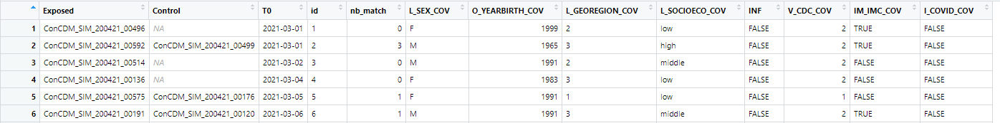 Exposed Control T0 id nb_match L_SEX_COV O_YEARBIRTH_COV L_GEOREGION_COV L_SOCIOECO_COV INF V_CDC_COV IM_IMC_COV I_COVID_COV
1 ConCDM_SIM_200421_00496 NA 2021-03-01 1 0 F 1999 2 low FALSE 2 TRUE FALSE
2 ConCDM_SIM_200421_00592 ConCDM_SIM_200421_00499 2021-03-01 2 3 M 1965 3 high FALSE 2 TRUE FALSE
3 ConCDM_SIM_200421_00514 NA 2021-03-02 3 0 M 1991 2 middle FALSE 2 FALSE FALSE
4 ConCDM_SIM_200421_00136 NA 2021-03-04 4 0 F 1983 3 low FALSE 2 FALSE FALSE
5 ConCDM_SIM_200421_00575 ConCDM_SIM_200421_00176 2021-03-05 5 1 F 1991 1 low FALSE 1 FALSE FALSE
6 ConCDM_SIM_200421_00191 ConCDM_SIM_200421_00120 2021-03-06 6 1 M 1991 3 middle FALSE 2 TRUE FALSE